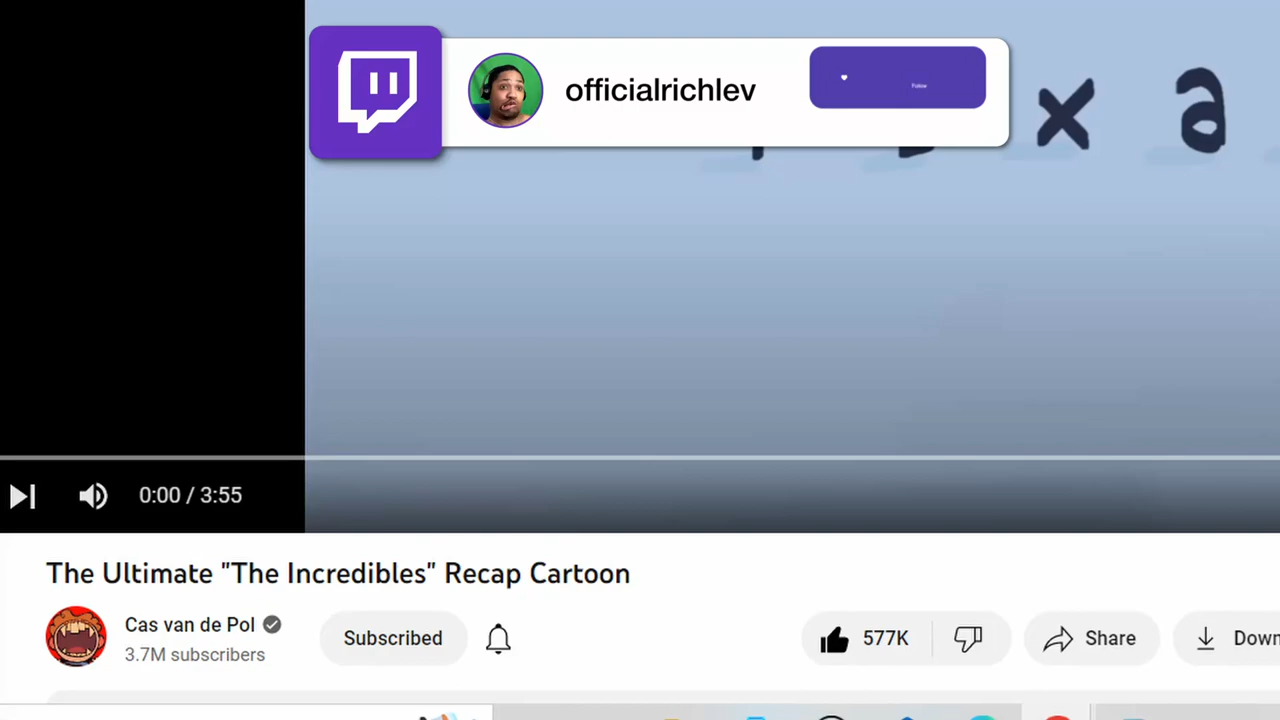 officialrichlev
Follow
x a
0:00 / 3:55
The Ultimate "The Incredibles" Recap Cartoon
Cas van de Pol
3.7M subscribers
Subscribed
577K
Share
Down